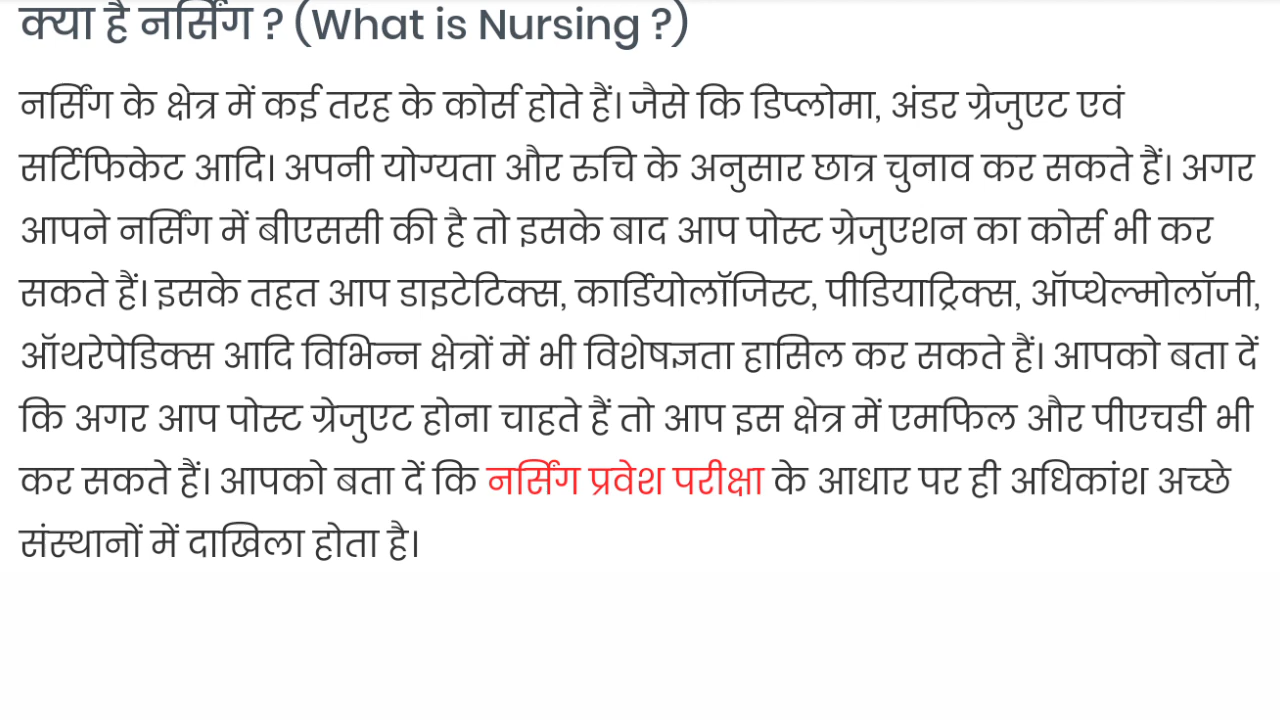 क्या है नर्सिंग ? (What is Nursing ?)
नर्सिंग के क्षेत्र में कई तरह के कोर्स होते हैं। जैसे कि डिप्लोमा, अंडर ग्रेजुएट एवं
सर्टिफिकेट आदि। अपनी योग्यता और रुचि के अनुसार छात्र चुनाव कर सकते हैं। अगर
आपने नर्सिंग में बीएससी की है तो इसके बाद आप पोस्ट ग्रेजुएशन का कोर्स भी कर
सकते हैं। इसके तहत आप डाइटेटिक्स, कार्डियोलॉजिस्ट, पीडियाट्रिक्स, ऑप्थेल्मोलॉजी,
ऑथरेपेडिक्स आदि विभिन्न क्षेत्रों में भी विशेषज्ञता हासिल कर सकते हैं। आपको बता दें
कि अगर आप पोस्ट ग्रेजुएट होना चाहते हैं तो आप इस क्षेत्र में एमफिल और पीएचडी भी
कर सकते हैं। आपको बता दें कि नर्सिंग प्रवेश परीक्षा के आधार पर ही अधिकांश अच्छे
संस्थानों में दाखिला होता है।